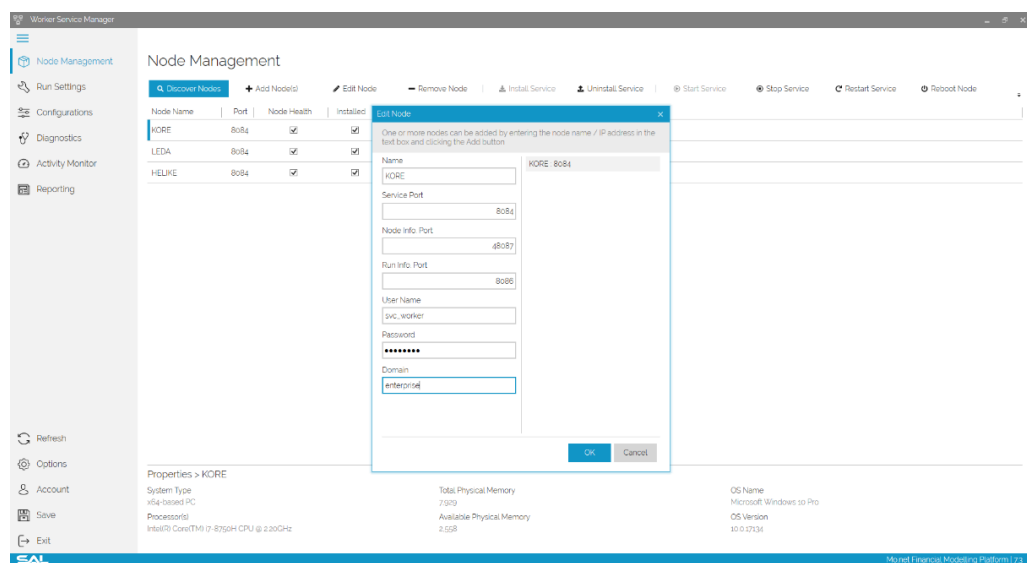 Worker Service Manager
Node Management
Run Settings
Configurations
Diagnostics
Activity Monitor
Reporting
Refresh
Options
Account
Save
Exit
Node Management
Discover Nodes
Add Node(s)
Edit Node
Remove Node
Install Service
Uninstall Service
Start Service
Stop Service
Restart Service
Reboot Node
Node Name Port Node Health Installed
KORE 8084
LEDA 8084
HELIKE 8084
Edit Node
One or more nodes can be added by entering the node name / IP address in the
text box and clicking the Add button
Name
KORE
Service Port
8084
Node Info. Port
48087
Run Info. Port
8086
User Name
svc_worker
Password
Domain
enterprise
KORE : 8084
OK
Cancel
Properties > KORE
System Type
x64-based PC
Processor(s)
Intel(R) Core(TM) i7-8750H CPU @ 2.20GHz
Total Physical Memory
7,929
Available Physical Memory
2,558
OS Name
Microsoft Windows 10 Pro
OS Version
10.0.17134
SAL
Mo.net Financial Modelling Platform | 7.3